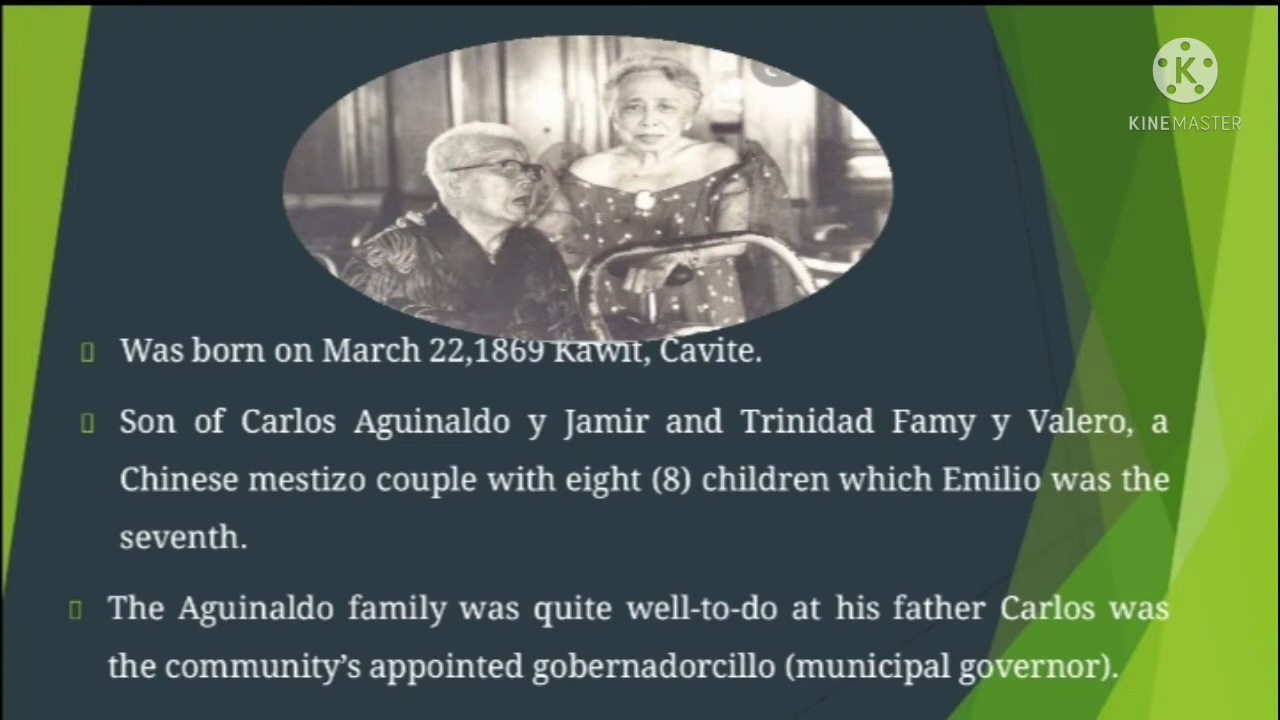 KINEMASTER
Was born on March 22,1869 Kawit, Cavite.
Son of Carlos Aguinaldo y Jamir and Trinidad Famy y Valero, a
Chinese mestizo couple with eight (8) children which Emilio was the
seventh.
The Aguinaldo family was quite well-to-do at his father Carlos was
the community’s appointed gobernadorcillo (municipal governor).